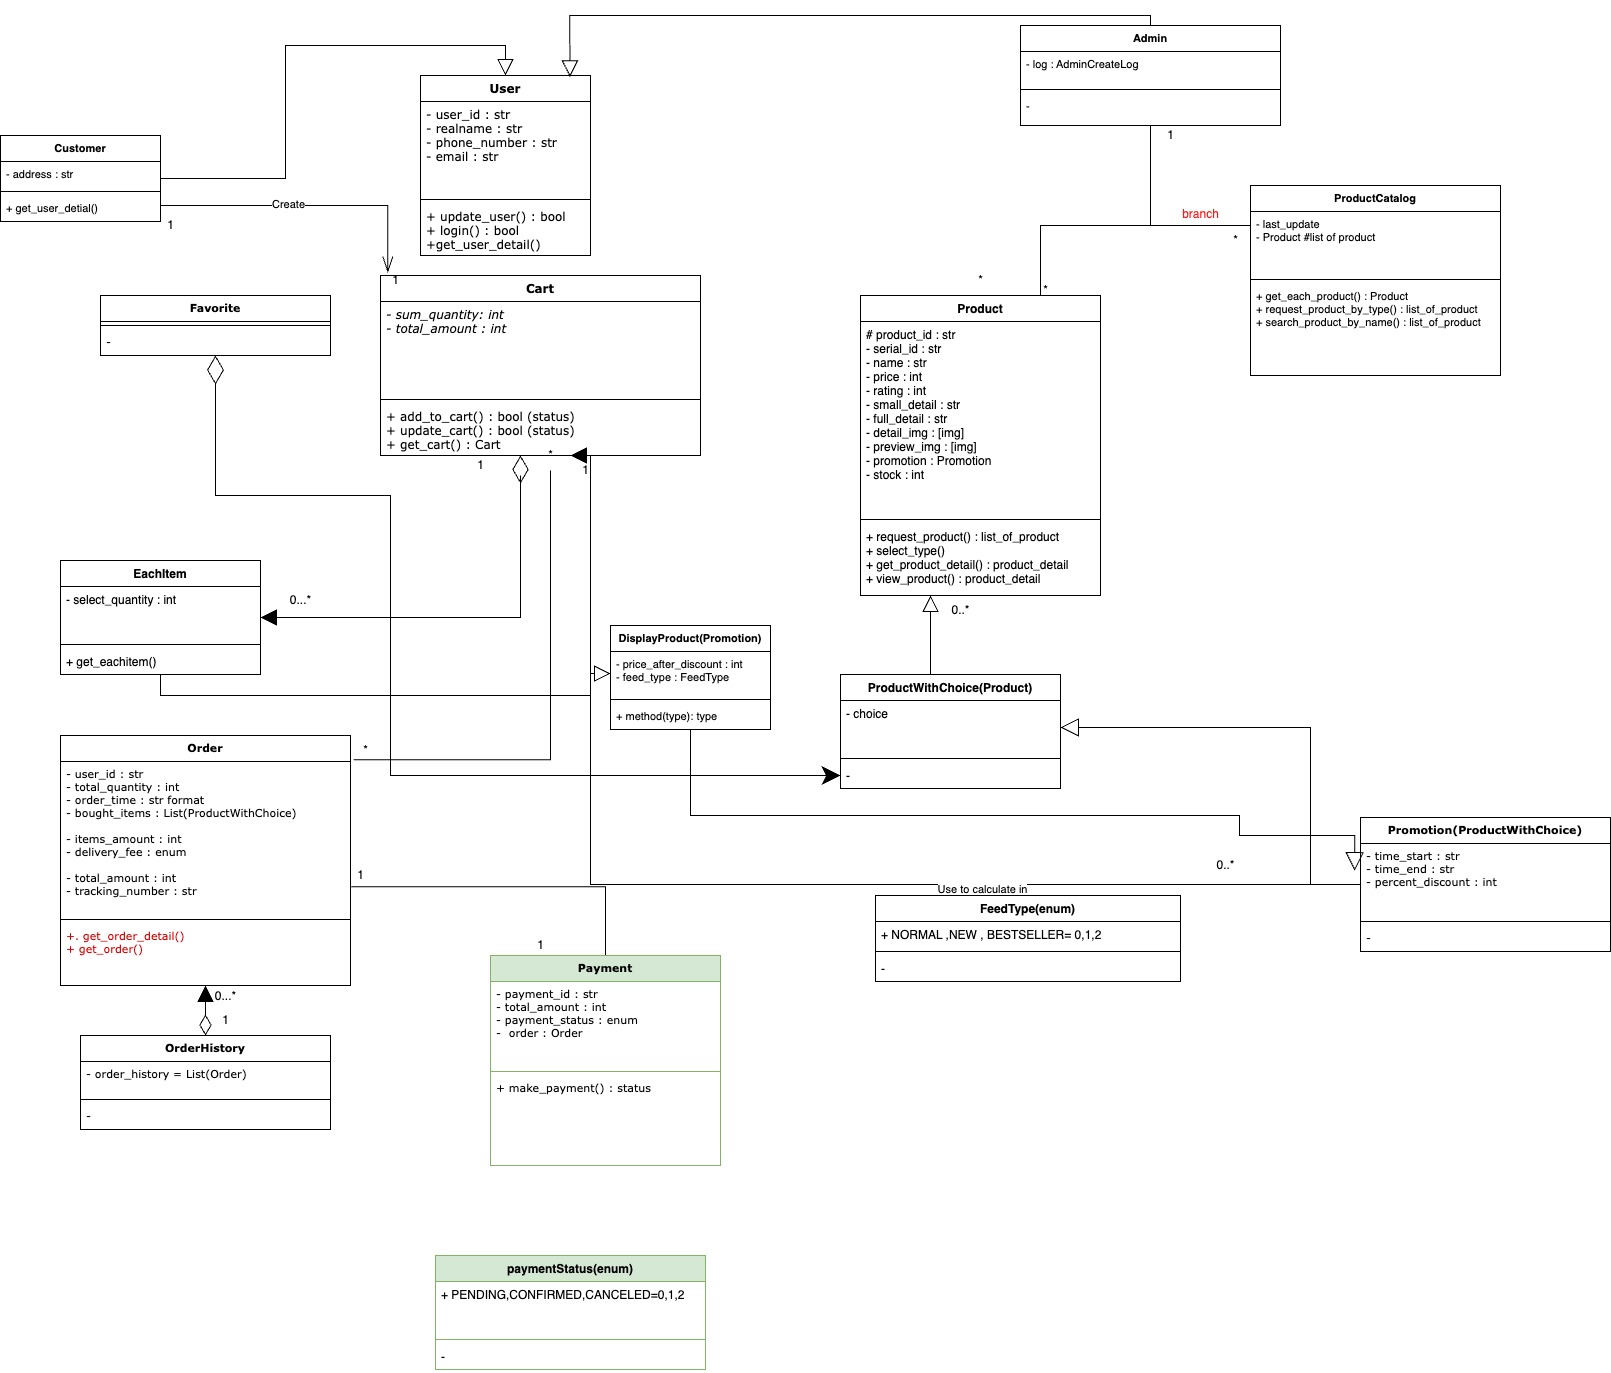 Admin
- log : AdminCreateLog
-
1
User
- user_id : str
- realname : str
- phone_number : str
- email : str
+ update_user() : bool
+ login() : bool
+get_user_detail()
Customer
- address : str
+ get_user_detial()
1
Create
1
branch
*
*
*
ProductCatalog
- last_update
- Product #list of product
+ get_each_product() : Product
+ request_product_by_type() : list_of_product
+ search_product_by_name() : list_of_product
Favorite
-
Cart
- sum_quantity: int
- total_amount : int
+ add_to_cart() : bool (status)
+ update_cart() : bool (status)
+ get_cart() : Cart
1
*
1
Product
# product_id : str
- serial_id : str
- name : str
- price : int
- rating : int
- small_detail : str
- full_detail : str
- detail_img : [img]
- preview_img : [img]
- promotion : Promotion
- stock : int
+ request_product() : list_of_product
+ select_type()
+ get_product_detail() : product_detail
+ view_product() : product_detail
0..*
EachItem
- select_quantity : int
+ get_eachitem()
0...*
DisplayProduct(Promotion)
- price_after_discount : int
- feed_type : FeedType
+ method(type): type
ProductWithChoice(Product)
- choice
-
Order
- user_id : str
- total_quantity : int
- order_time : str format
- bought_items : List(ProductWithChoice)
- items_amount : int
- delivery_fee : enum
- total_amount : int
- tracking_number : str
+. get_order_detail()
+ get_order()
*
1
0...*
1
OrderHistory
- order_history = List(Order)
-
Promotion(ProductWithChoice)
- time_start : str
- time_end : str
- percent_discount : int
-
0..*
Use to calculate in
FeedType(enum)
+ NORMAL ,NEW , BESTSELLER= 0,1,2
-
1
Payment
- payment_id : str
- total_amount : int
- payment_status : enum
- order : Order
+ make_payment() : status
paymentStatus(enum)
+ PENDING,CONFIRMED,CANCELED=0,1,2
-